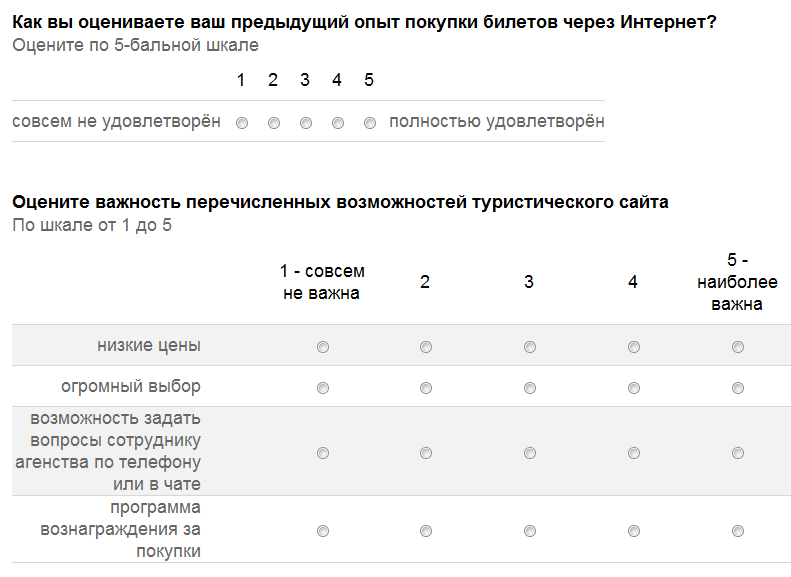 Как вы оцениваете ваш предыдущий опыт покупки билетов через Интернет?
Оцените по 5-бальной шкале
1 2 3 4 5
совсем не удовлетворён полностью удовлетворён
Оцените важность перечисленных возможностей туристического сайта
По шкале от 1 до 5
1 - совсем
не важна
2
3
4
5 -
наиболее
важна
низкие цены
огромный выбор
возможность задать
вопросы сотруднику
агенства по телефону
или в чате
программа
вознаграждения за
покупки